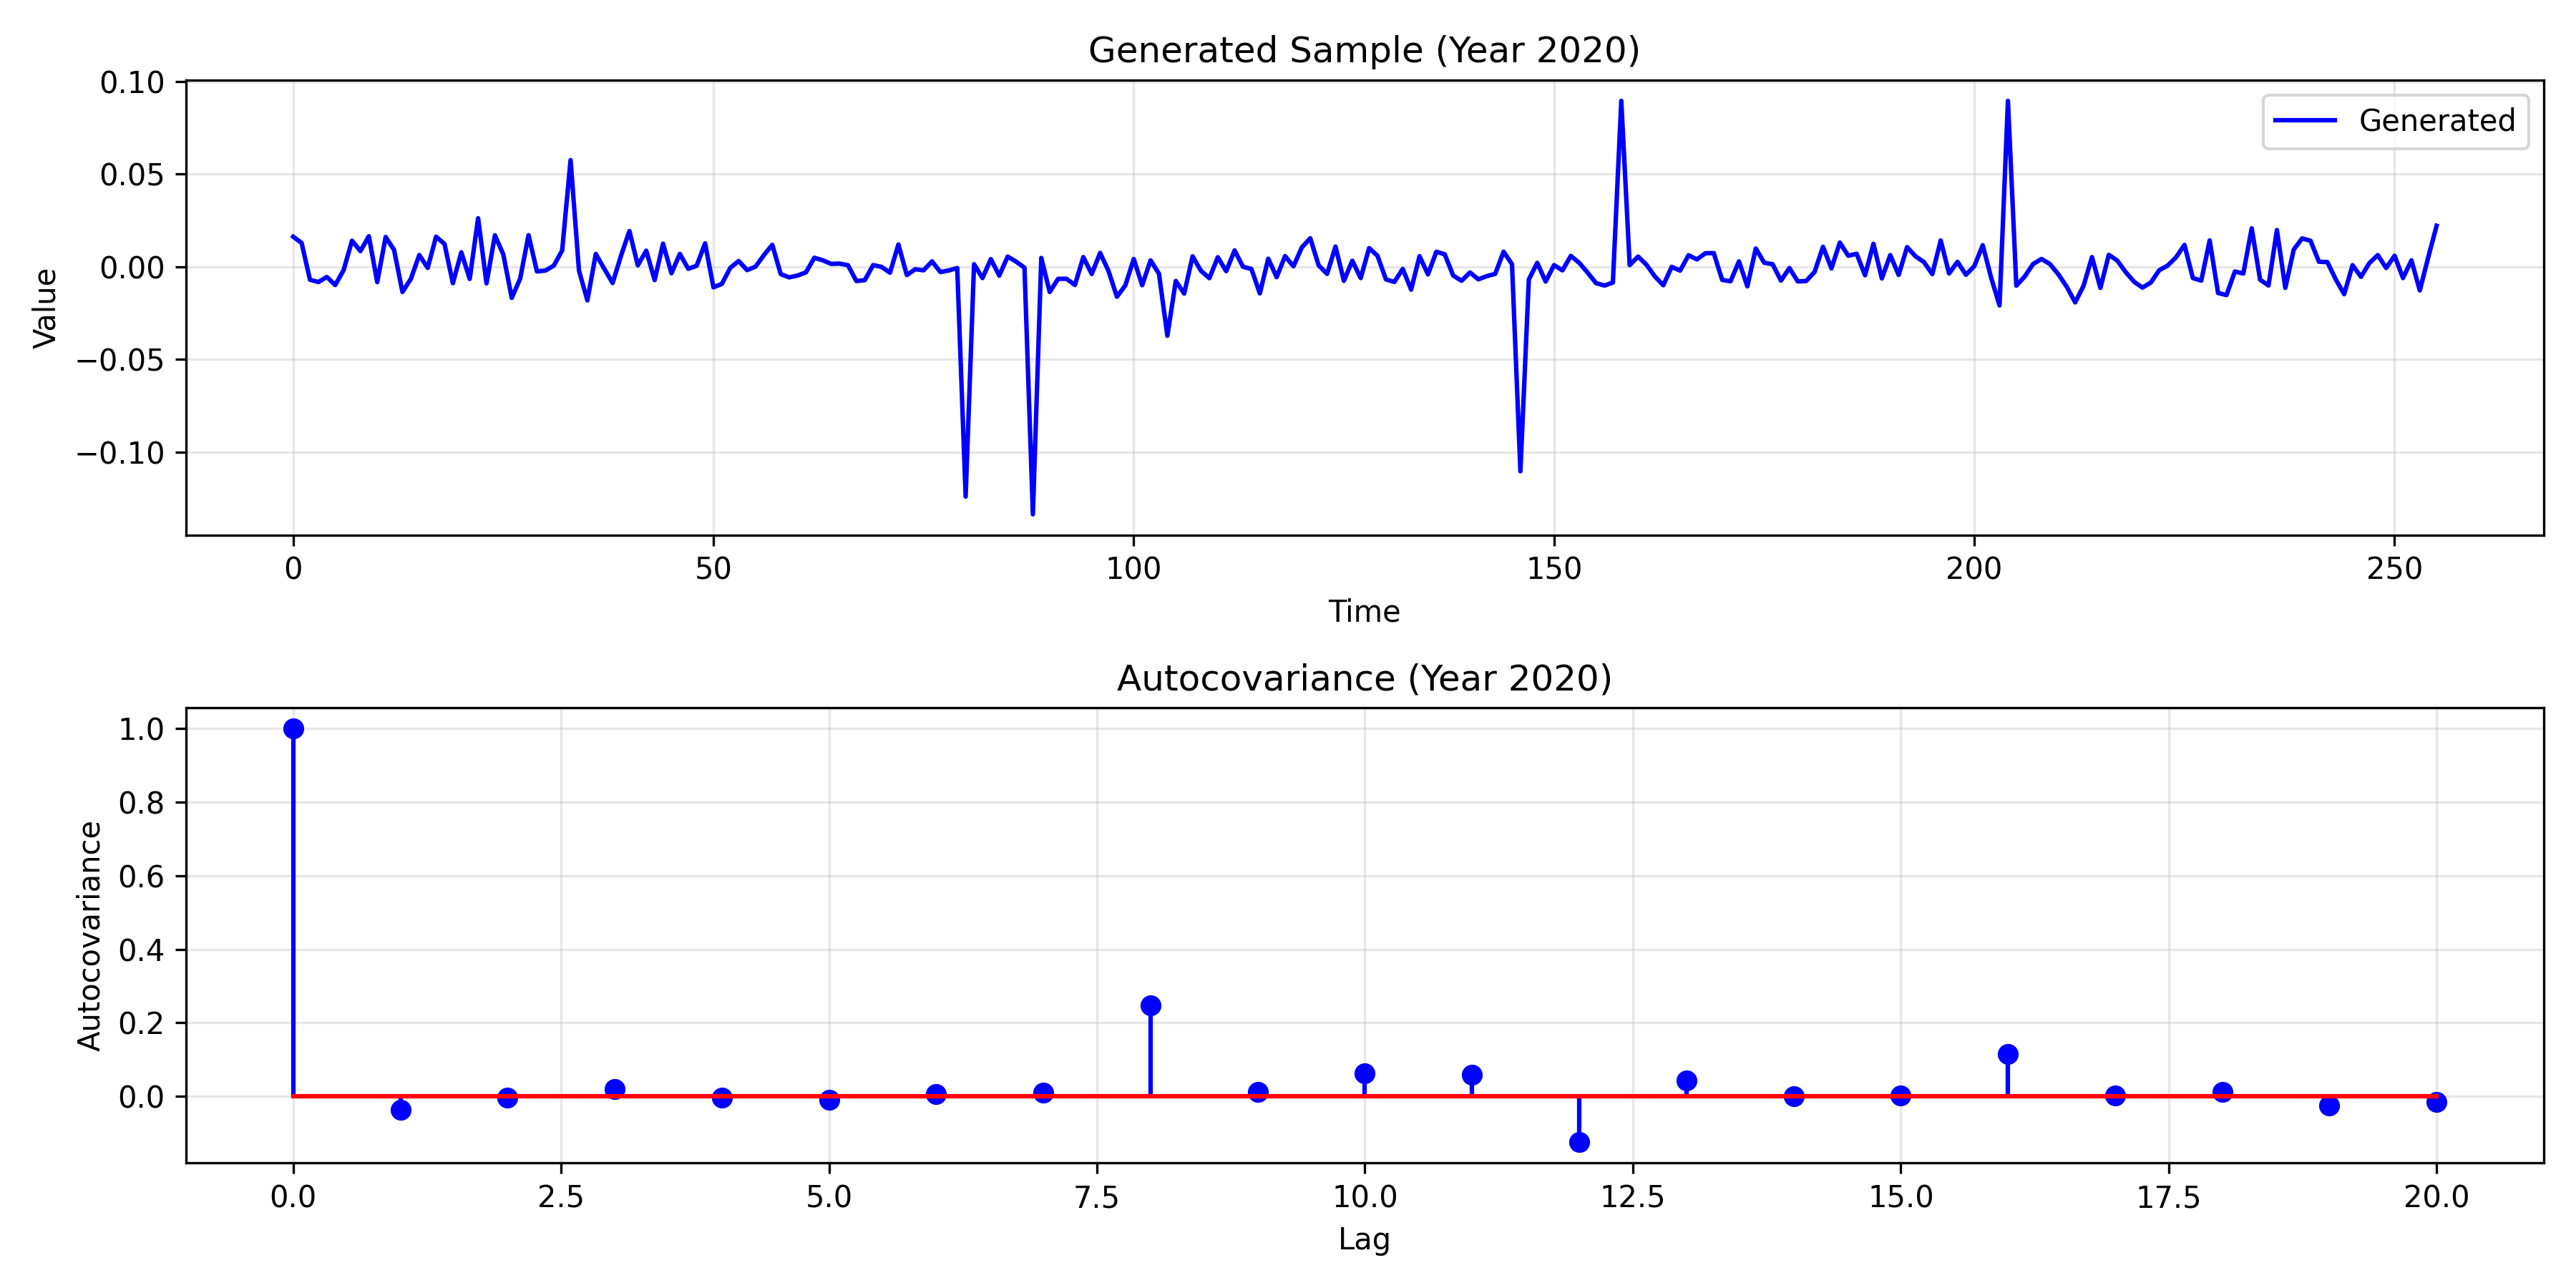 Generated Sample (Year 2020)
0.10
0.05
0.00
−0.05
−0.10
Value
Generated
0 50 100 150 200 250
Time
Autocovariance (Year 2020)
1.0
0.8
0.6
0.4
0.2
0.0
Autocovariance
0.0 2.5 5.0 7.5 10.0 12.5 15.0 17.5 20.0
Lag